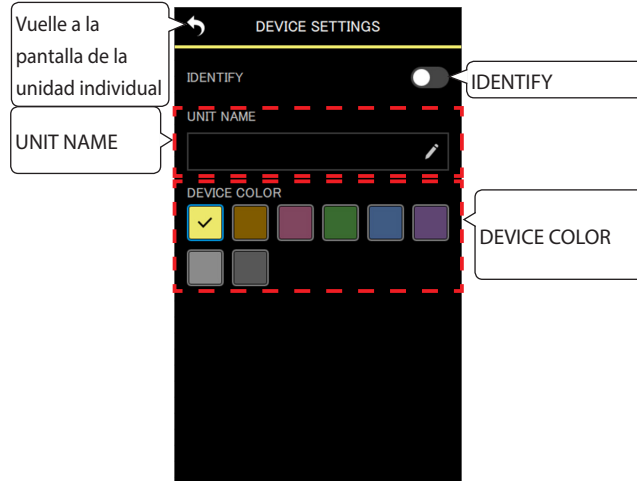 Vuelle a la
pantalla de la
unidad individual
DEVICE SETTINGS
IDENTIFY
IDENTIFY
UNIT NAME
UNIT NAME
DEVICE COLOR
DEVICE COLOR